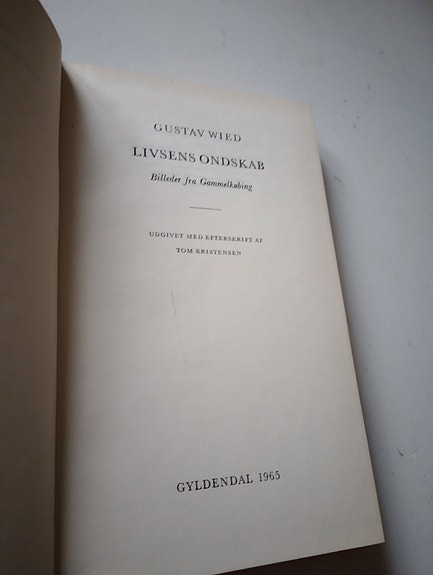 GUSTAV WIED
LIVSENS ONDSKAB
Billeder fra Gammelkøbing
UDGIVET MED EFTERSKRIFT AF
TOM KRISTENSEN
GYLDENDAL 1965